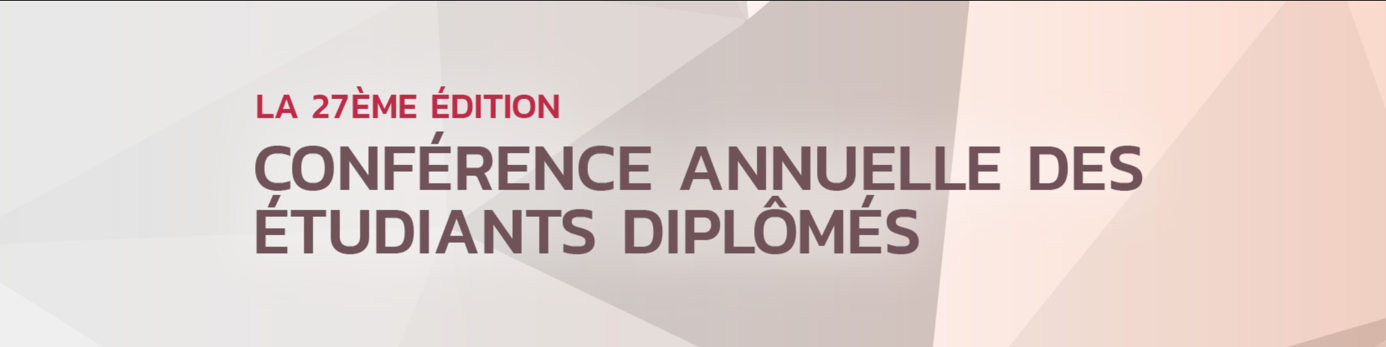 LA 27ÈME ÉDITION
CONFÉRENCE ANNUELLE DES
ÉTUDIANTS DIPLÔMÉS